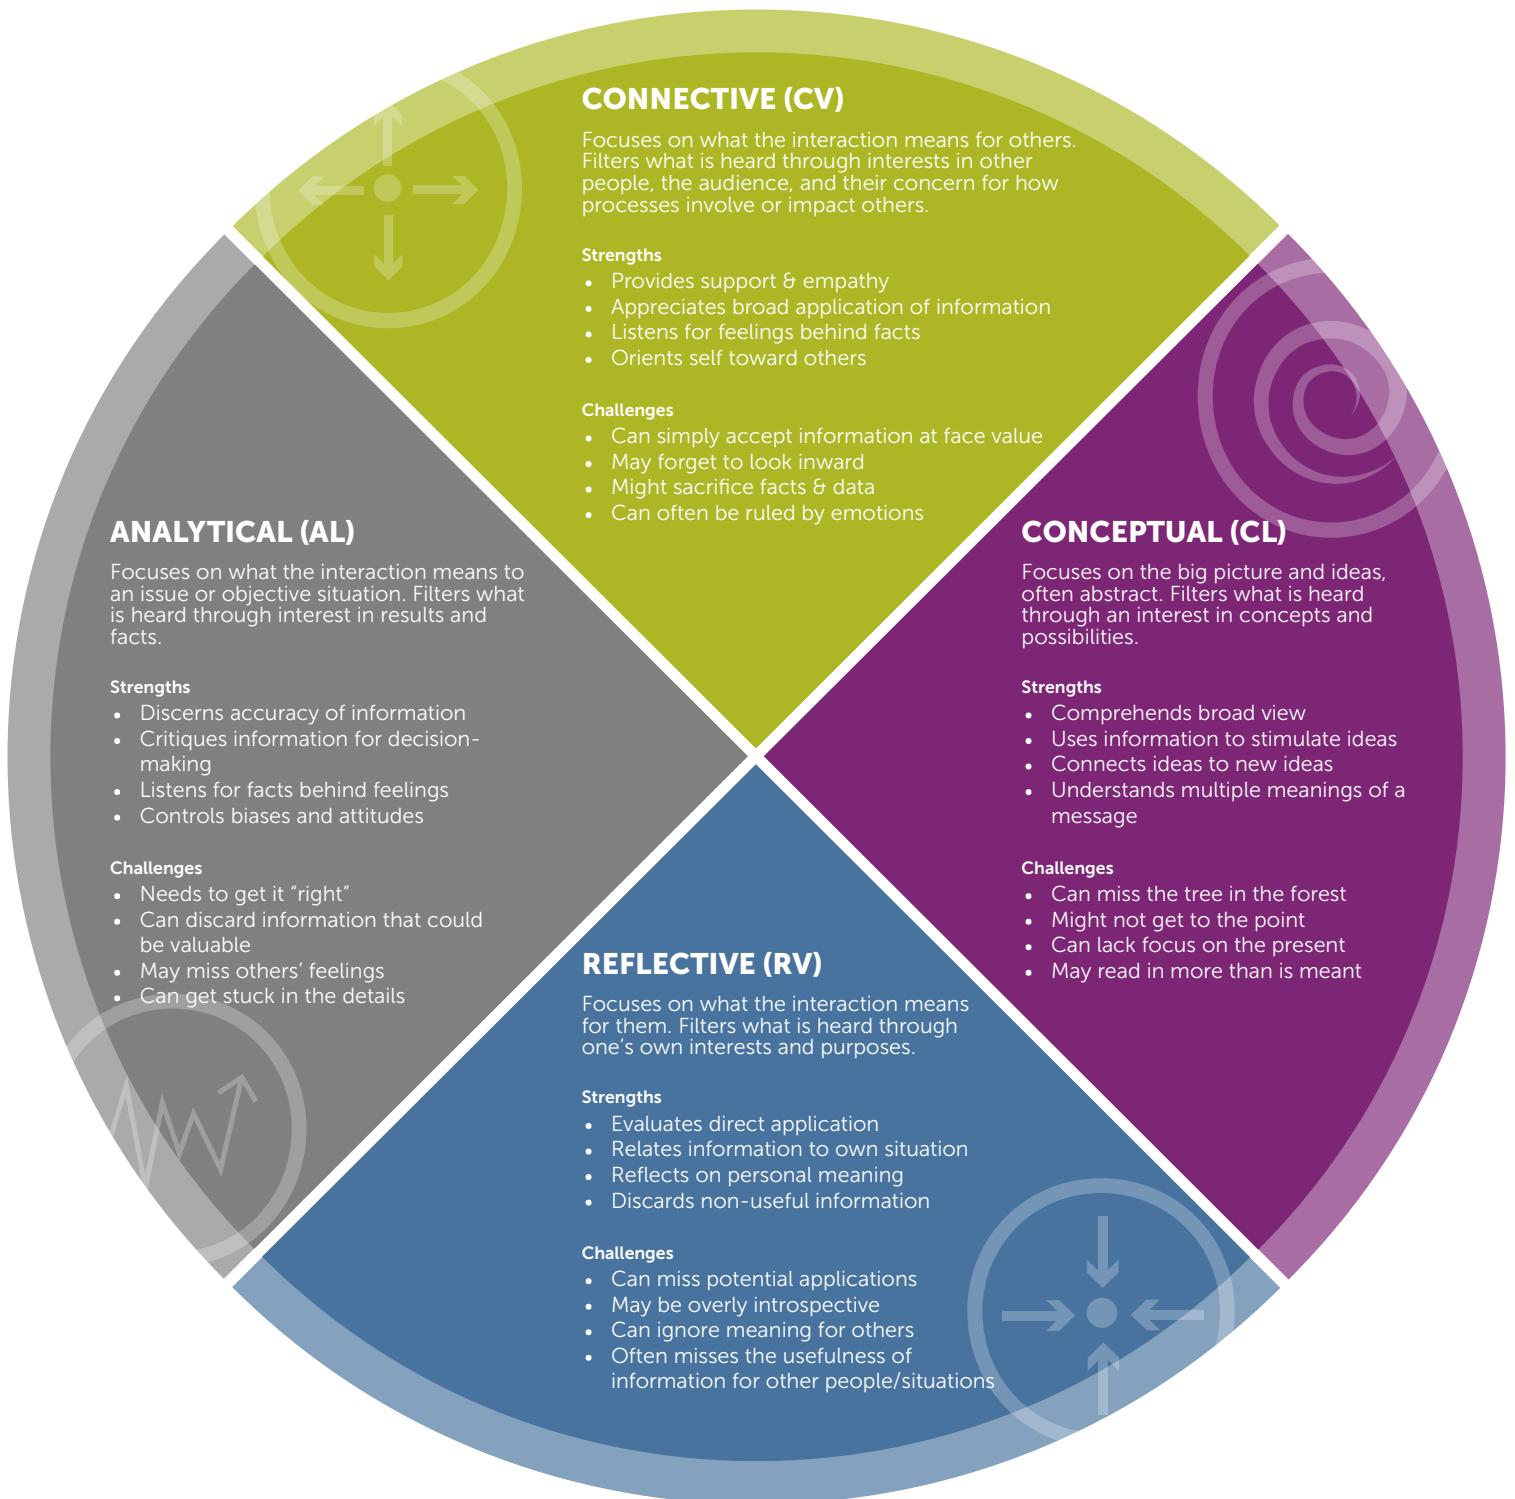 CONNECTIVE (CV)
Focuses on what the interaction means for others.
Filters what is heard through interests in other
people, the audience, and their concern for how
processes involve or impact others.
Strengths
• Provides support & empathy
• Appreciates broad application of information
• Listens for feelings behind facts
• Orients self toward others
Challenges
• Can simply accept information at face value
• May forget to look inward
• Might sacrifice facts & data
• Can often be ruled by emotions
ANALYTICAL (AL)
Focuses on what the interaction means to
an issue or objective situation. Filters what
is heard through interest in results and
facts.
Strengths
• Discerns accuracy of information
• Critiques information for decision-
making
• Listens for facts behind feelings
• Controls biases and attitudes
Challenges
• Needs to get it “right”
• Can discard information that could
be valuable
• May miss others’ feelings
• Can get stuck in the details
CONCEPTUAL (CL)
Focuses on the big picture and ideas,
often abstract. Filters what is heard
through an interest in concepts and
possibilities.
Strengths
• Comprehends broad view
• Uses information to stimulate ideas
• Connects ideas to new ideas
• Understands multiple meanings of a
message
Challenges
• Can miss the tree in the forest
• Might not get to the point
• Can lack focus on the present
• May read in more than is meant
REFLECTIVE (RV)
Focuses on what the interaction means
for them. Filters what is heard through
one’s own interests and purposes.
Strengths
• Evaluates direct application
• Relates information to own situation
• Reflects on personal meaning
• Discards non-useful information
Challenges
• Can miss potential applications
• May be overly introspective
• Can ignore meaning for others
• Often misses the usefulness of
information for other people/situations